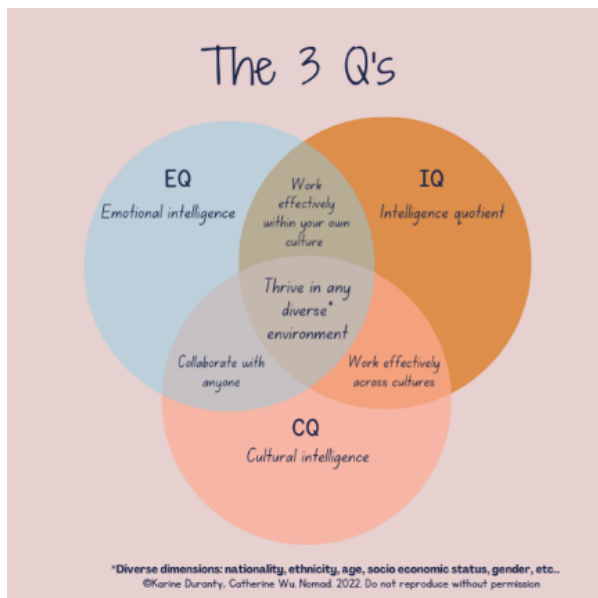 The 3 Q's
EQ
Emotional intelligence
Work
effectively
within your own
culture
IQ
Intelligence quotient
Thrive in any
diverse*
environment
Collaborate with
anyone
Work effectively
across cultures
CQ
Cultural intelligence
*Diverse dimensions: nationality, ethnicity, age, socio economic status, gender, etc..
©Karine Duranty, Catherine Wu. Nomad. 2022. Do not reproduce without permission